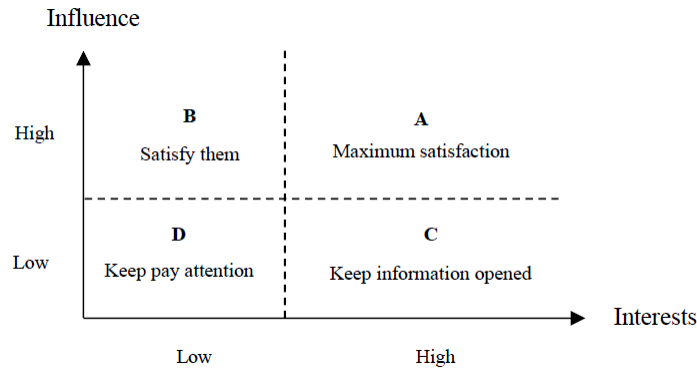 Influence
High
B
Satisfy them
A
Maximum satisfaction
Low
D
Keep pay attention
C
Keep information opened
Interests
Low
High